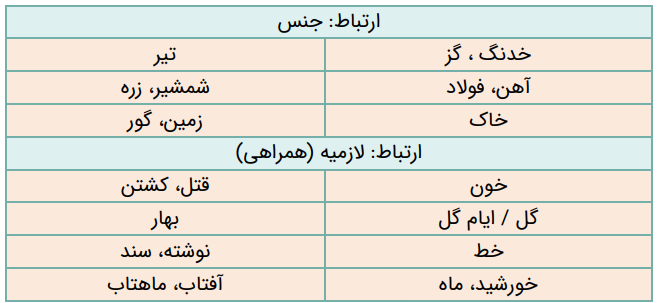 ارتباط: جنس
خدنگ ، گز	تیر
آهن، فولاد	شمشیر، زره
خاک	زمین، گور
ارتباط: لازمیه (همراهی)
خون	قتل، کشتن
گل / ایام گل	بهار
خط	نوشته، سند
خورشید، ماه	آفتاب، ماهتاب